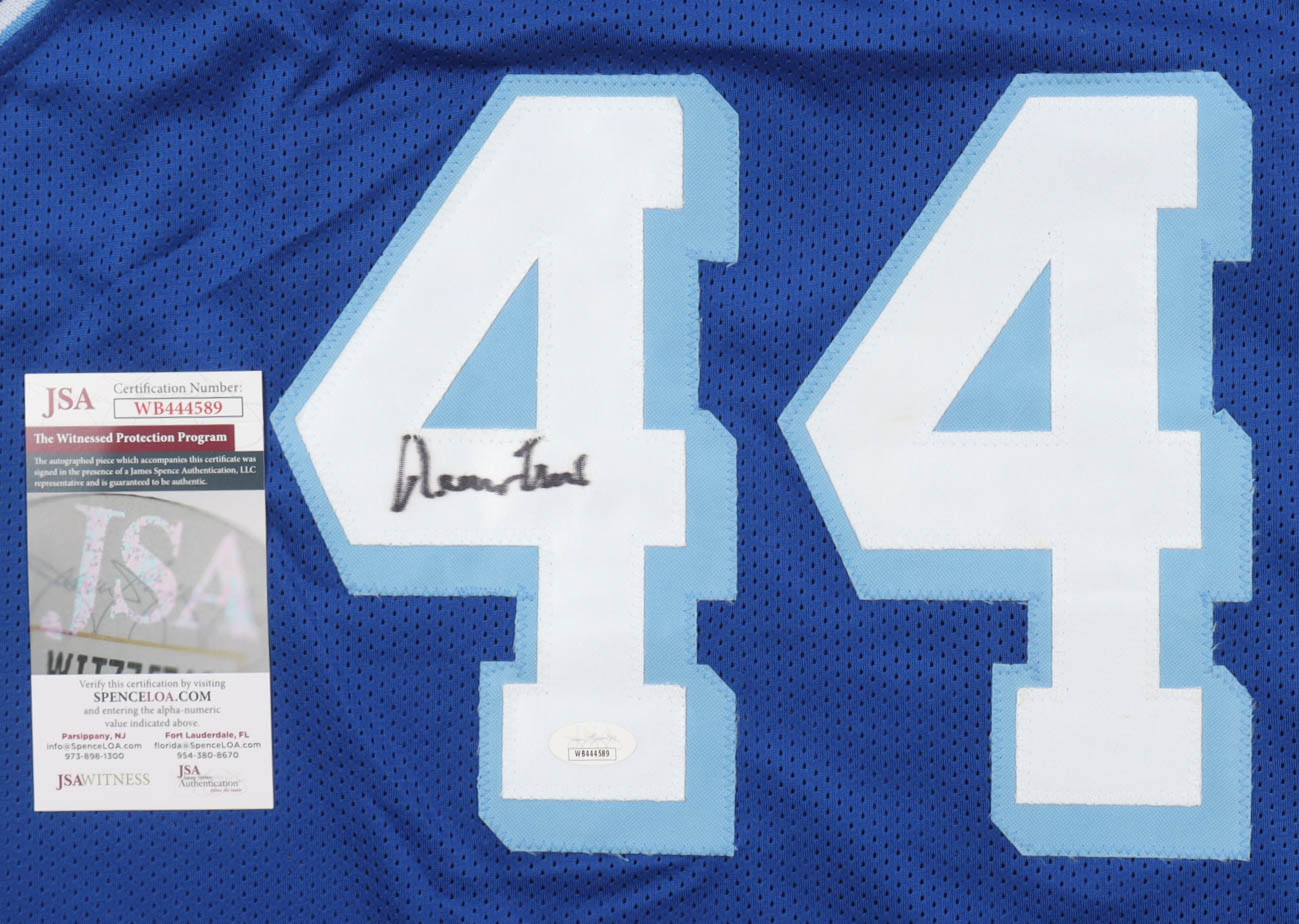 44
JSA
Certification Number:
WB444589
The Witnessed Protection Program
The autographed piece which accompanies this certificate was
signed in the presence of a James Spence Authentication, LLC
representative and is guaranteed to be authentic.
JSA
Verify this certification by visiting
SPENCELOA.COM
and entering the alpha-numeric
value indicated above.
Parsippany, NJ
info@SpenceLOA.com
973-898-1300
Fort Lauderdale, FL
florida@SpenceLOA.com
954-380-8670
JSAWITNESS
JSA
Authentication
WB444589